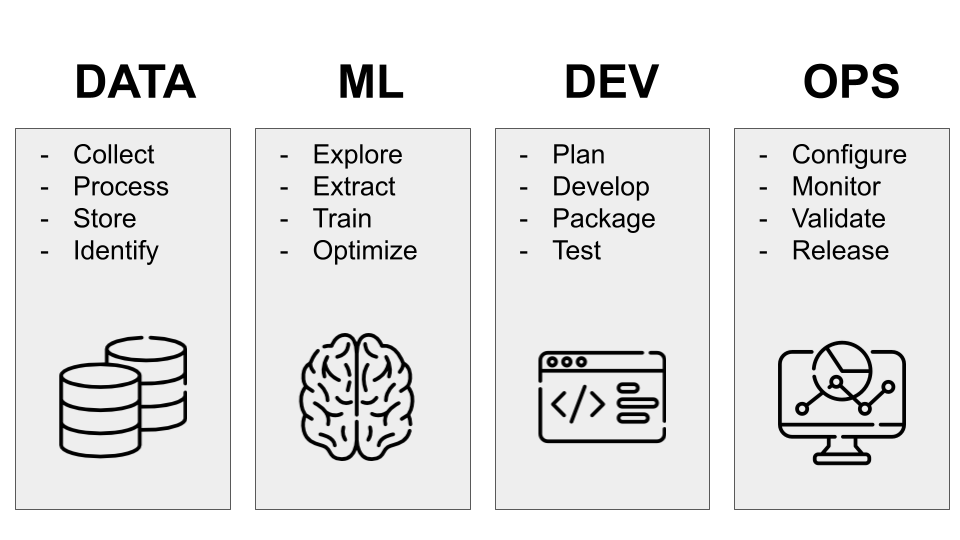 DATA
- Collect
- Process
- Store
- Identify
ML
- Explore
- Extract
- Train
- Optimize
DEV
- Plan
- Develop
- Package
- Test
</>
OPS
- Configure
- Monitor
- Validate
- Release